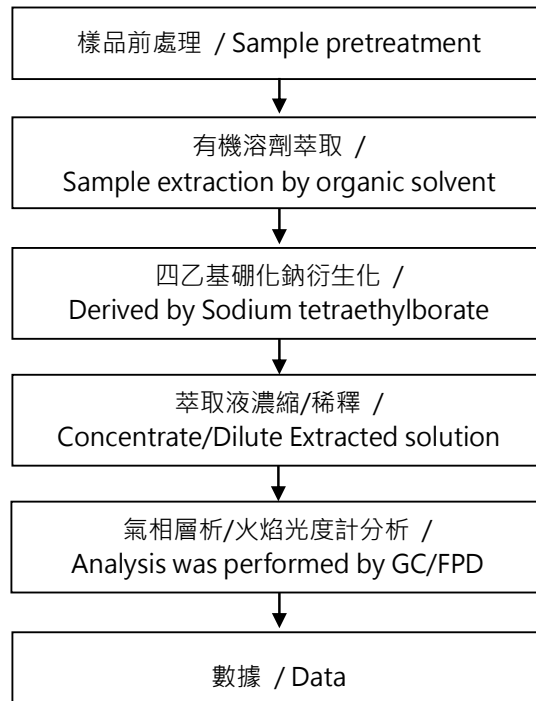 樣品前處理 / Sample pretreatment
有機溶劑萃取 /
Sample extraction by organic solvent
四乙基硼化鈉衍生化 /
Derived by Sodium tetraethylborate
萃取液濃縮/稀釋 /
Concentrate/Dilute Extracted solution
氣相層析/火焰光度計分析 /
Analysis was performed by GC/FPD
數據 / Data